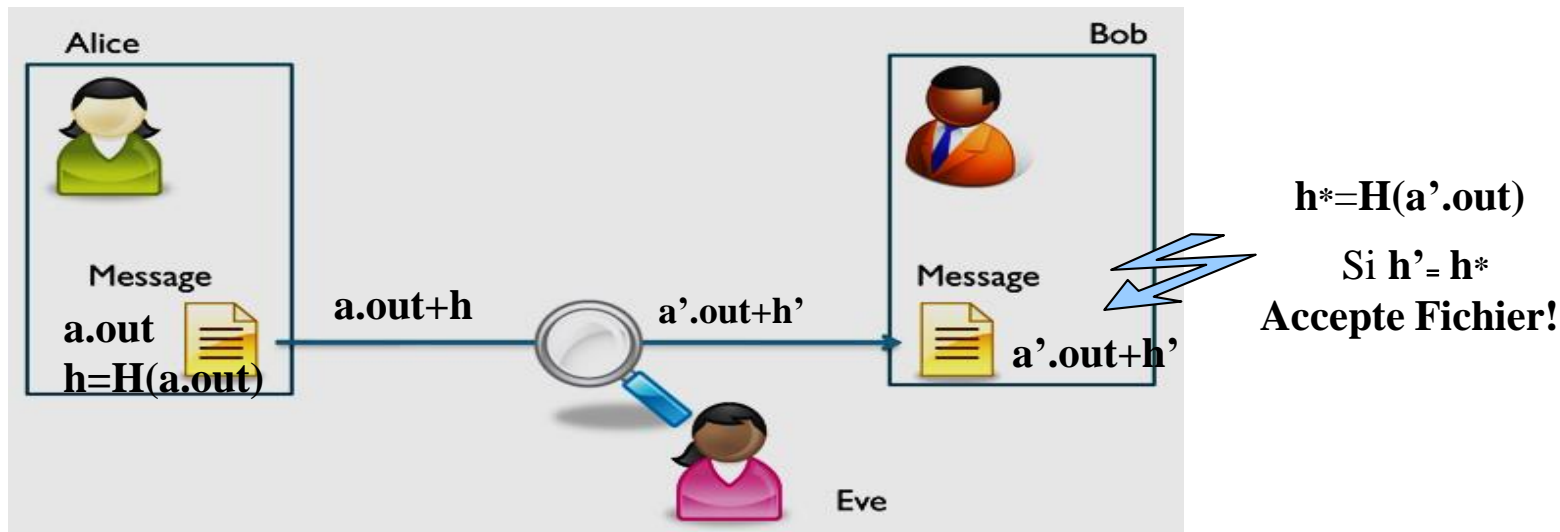 Alice
Bob
Message
a.out
h=H(a.out)
a.out+h
a’.out+h’
Eve
Message
a’.out+h’
h*=H(a’.out)
Si h’= h*
Accepte Fichier!